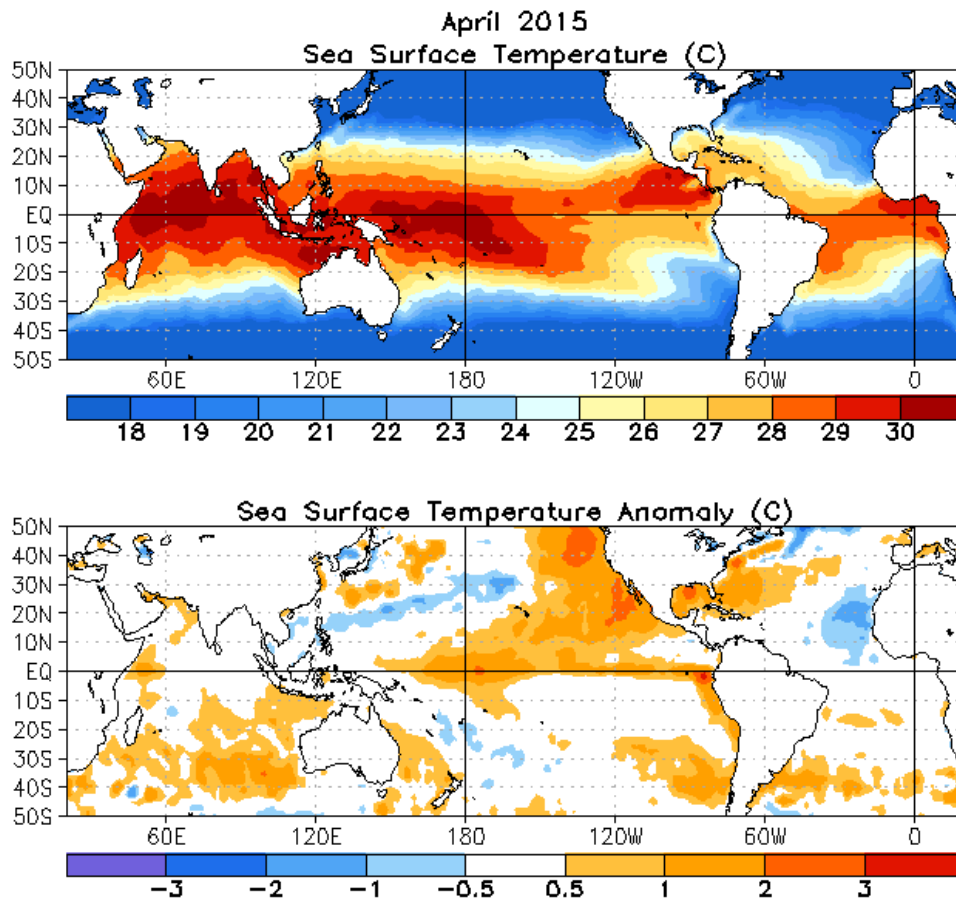 April 2015
Sea Surface Temperature (C)
50N
40N
30N
20N
10N
EQ
10S
20S
30S
40S
50S
60E 120E 180 120W 60W 0
18 19 20 21 22 23 24 25 26 27 28 29 30
Sea Surface Temperature Anomaly (C)
50N
40N
30N
20N
10N
EQ
10S
20S
30S
40S
50S
60E 120E 180 120W 60W 0
-3 -2 -1 -0.5 0.5 1 2 3